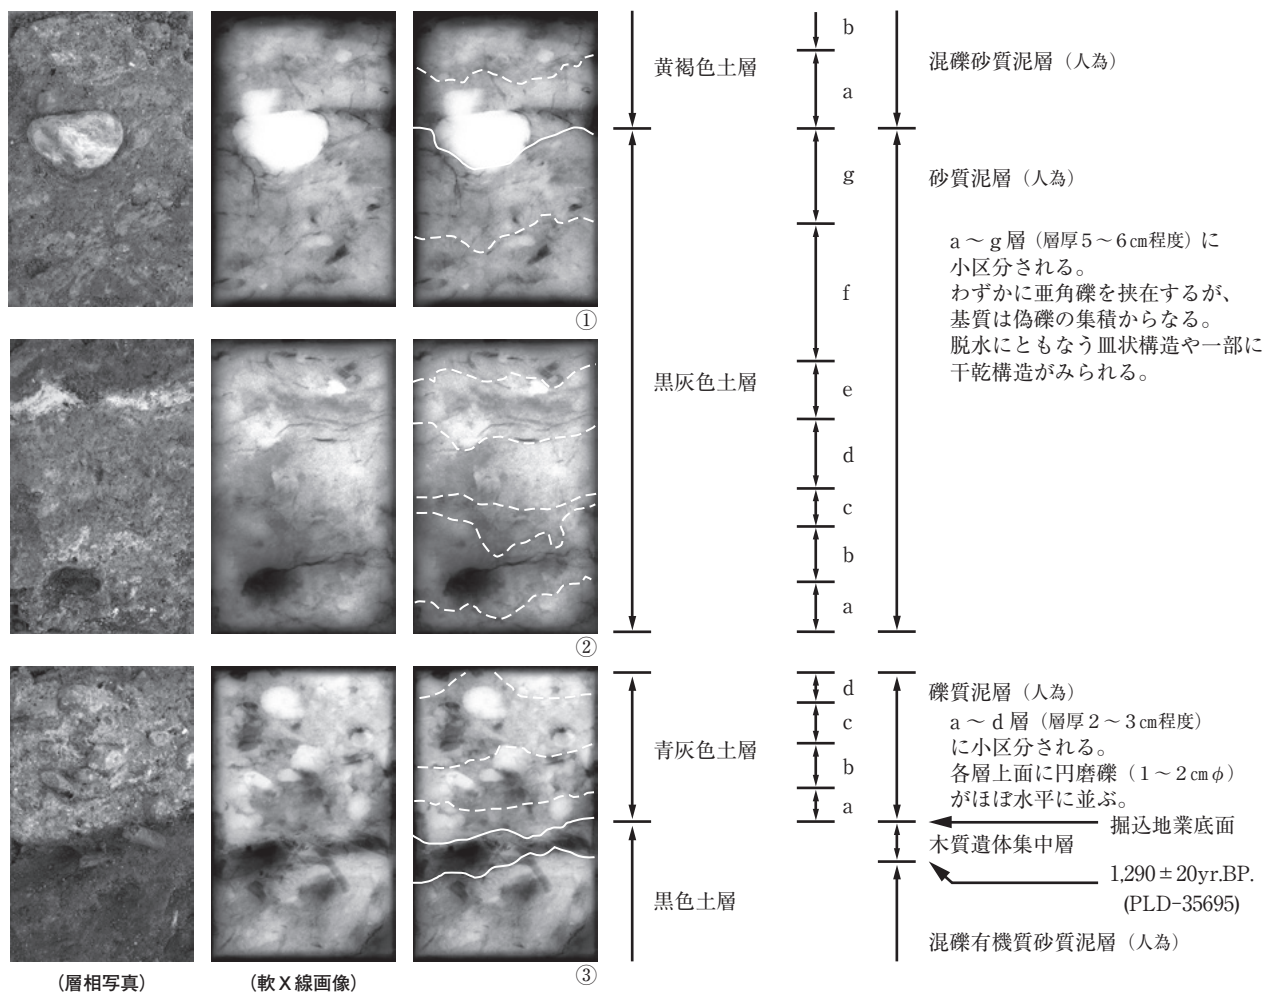 黄褐色土層
b
a
混礫砂質泥層（人為）
①
黒灰色土層
g
f
e
d
c
b
a
砂質泥層（人為）
a～g層（層厚5～6㎝程度）に
小区分される。
わずかに亜角礫を挟在するが、
基質は偽礫の集積からなる。
脱水にともなう皿状構造や一部に
干乾構造がみられる。
②
青灰色土層
d
c
b
a
礫質泥層（人為）
a～d層（層厚2～3㎝程度）
に小区分される。
各層上面に円磨礫（1～2㎝φ）
がほぼ水平に並ぶ。
掘込地業底面
木質遺体集中層
1,290±20yr.BP.
(PLD-35695)
黒色土層
混礫有機質砂質泥層（人為）
③
（層相写真）
（軟X線画像）